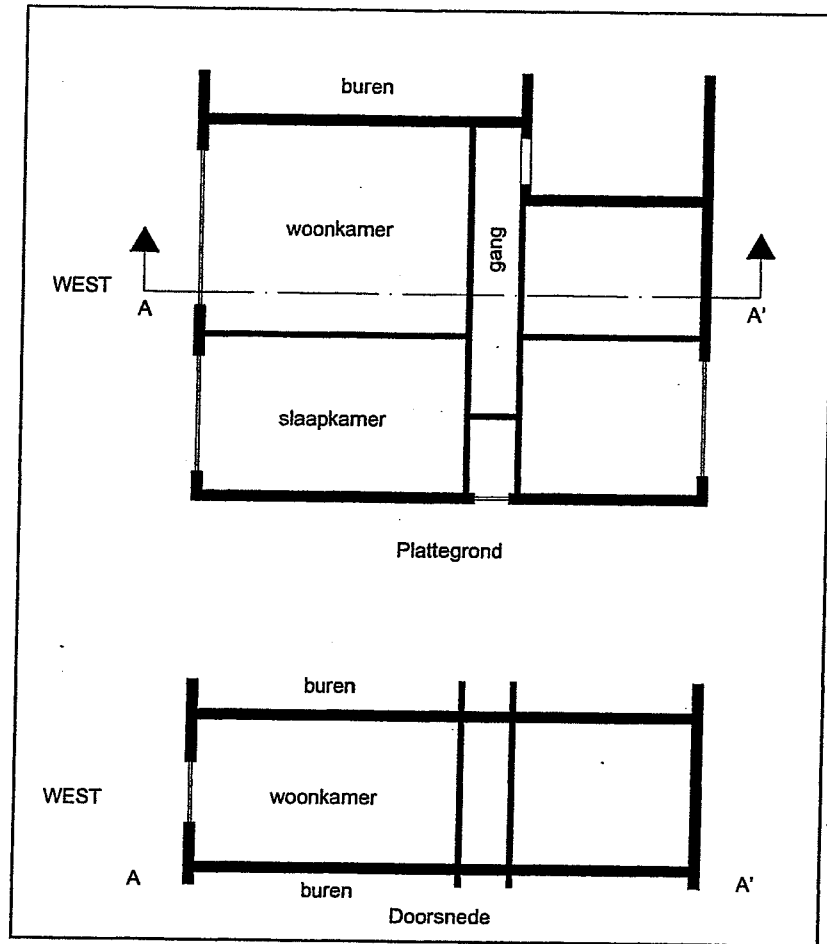 buren
woonkamer
gang
WEST
A
A'
slaapkamer
Plattegrond
buren
WEST
woonkamer
A
buren
A'
Doorsnede